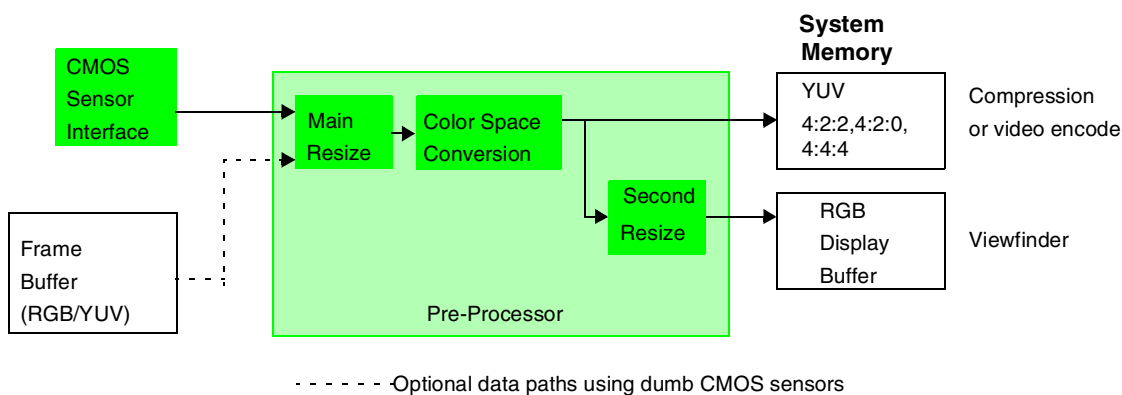 System
Memory
CMOS
Sensor
Interface
Main
Resize
Color Space
Conversion
YUV
4:2:2,4:2:0,
4:4:4
Compression
or video encode
Second
Resize
RGB
Display
Buffer
Viewfinder
Frame
Buffer
(RGB/YUV)
Pre-Processor
Optional data paths using dumb CMOS sensors